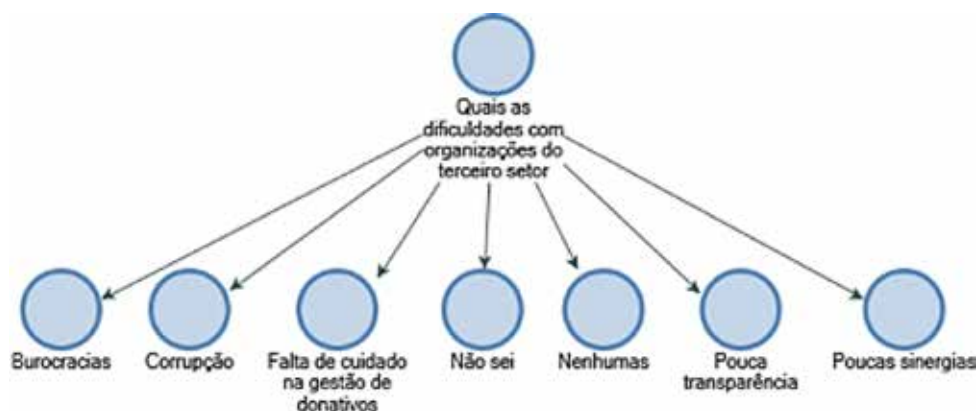 Quais as
dificuldades com
organizações do
terceiro setor
Burocracias
Corrupção
Falta de cuidado
na gestão de
donativos
Não sei
Nenhumas
Pouca
transparência
Poucas sinergias